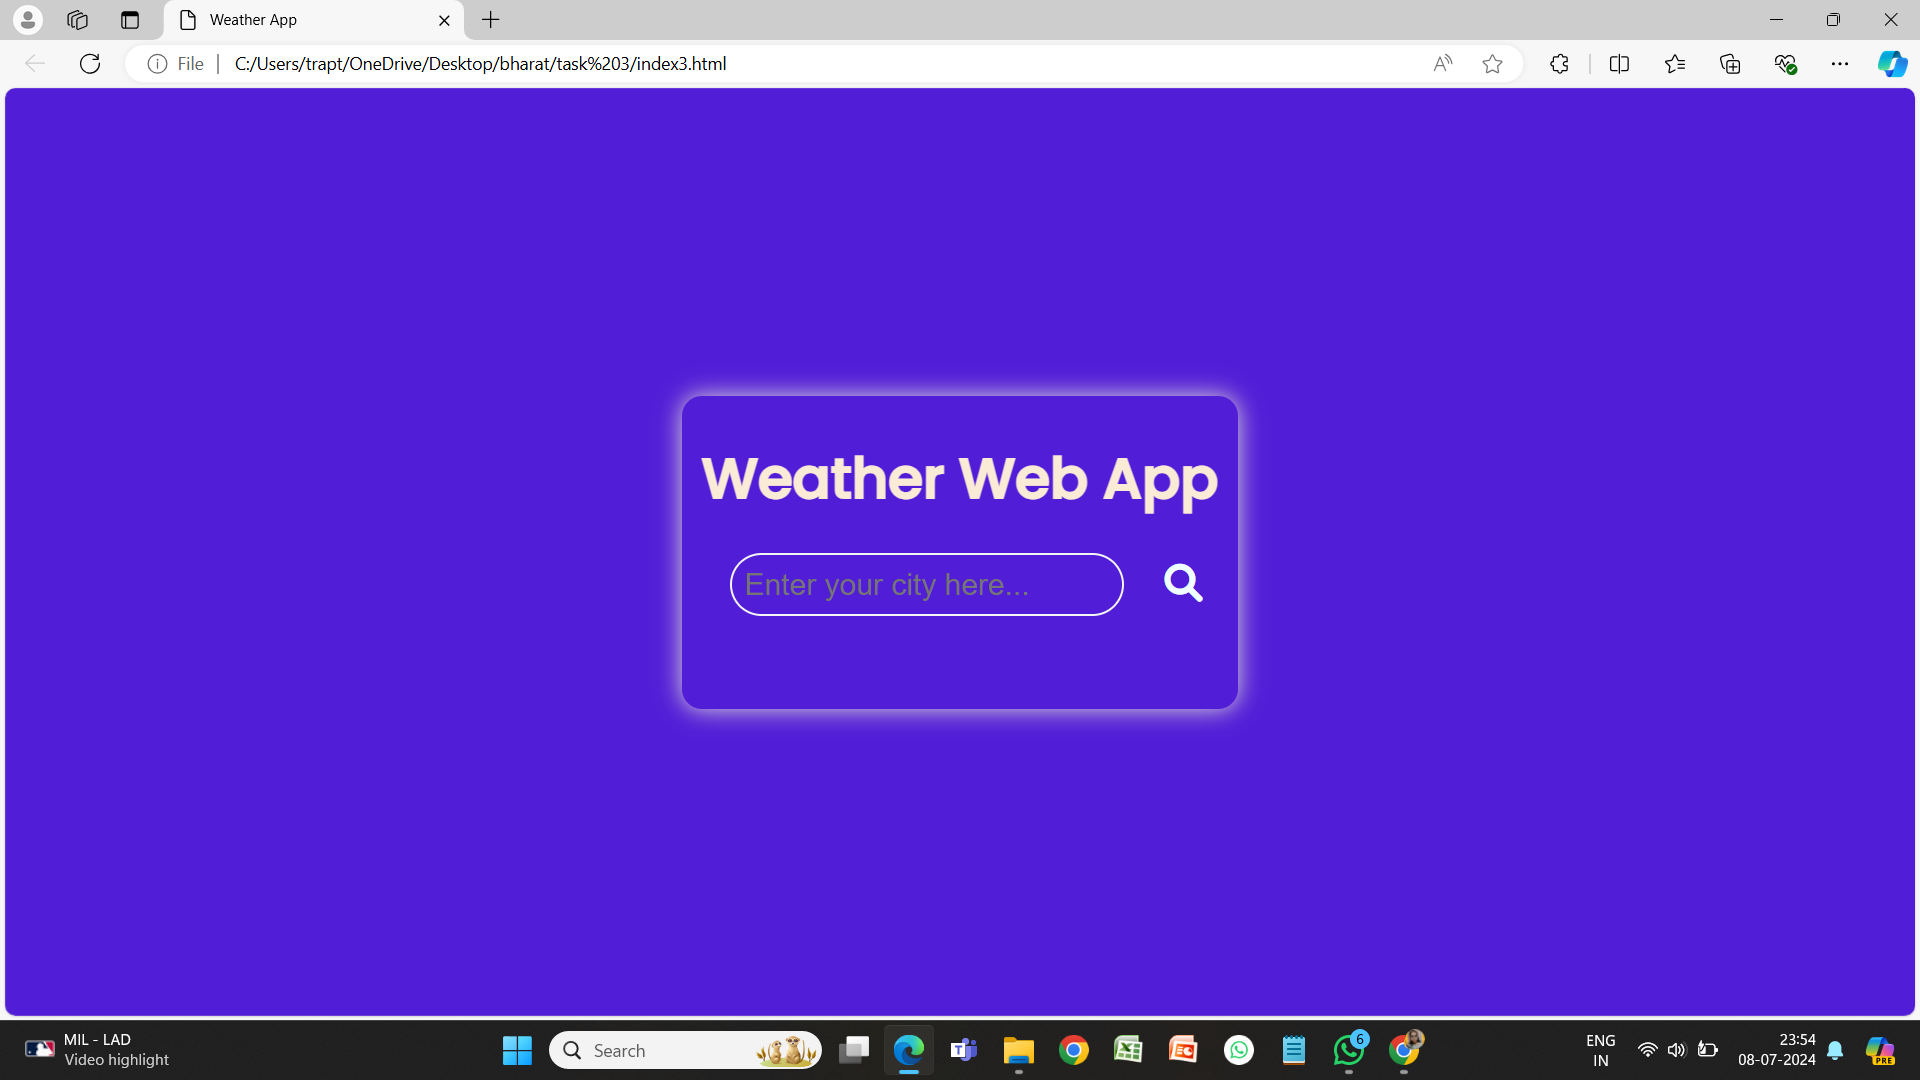 Weather App
File
C:/Users/trapt/OneDrive/Desktop/bharat/task%203/index3.html
Weather Web App
Enter your city here...
MIL - LAD
Video highlight
Search
6
ENG
IN
23:54
08-07-2024
PRE